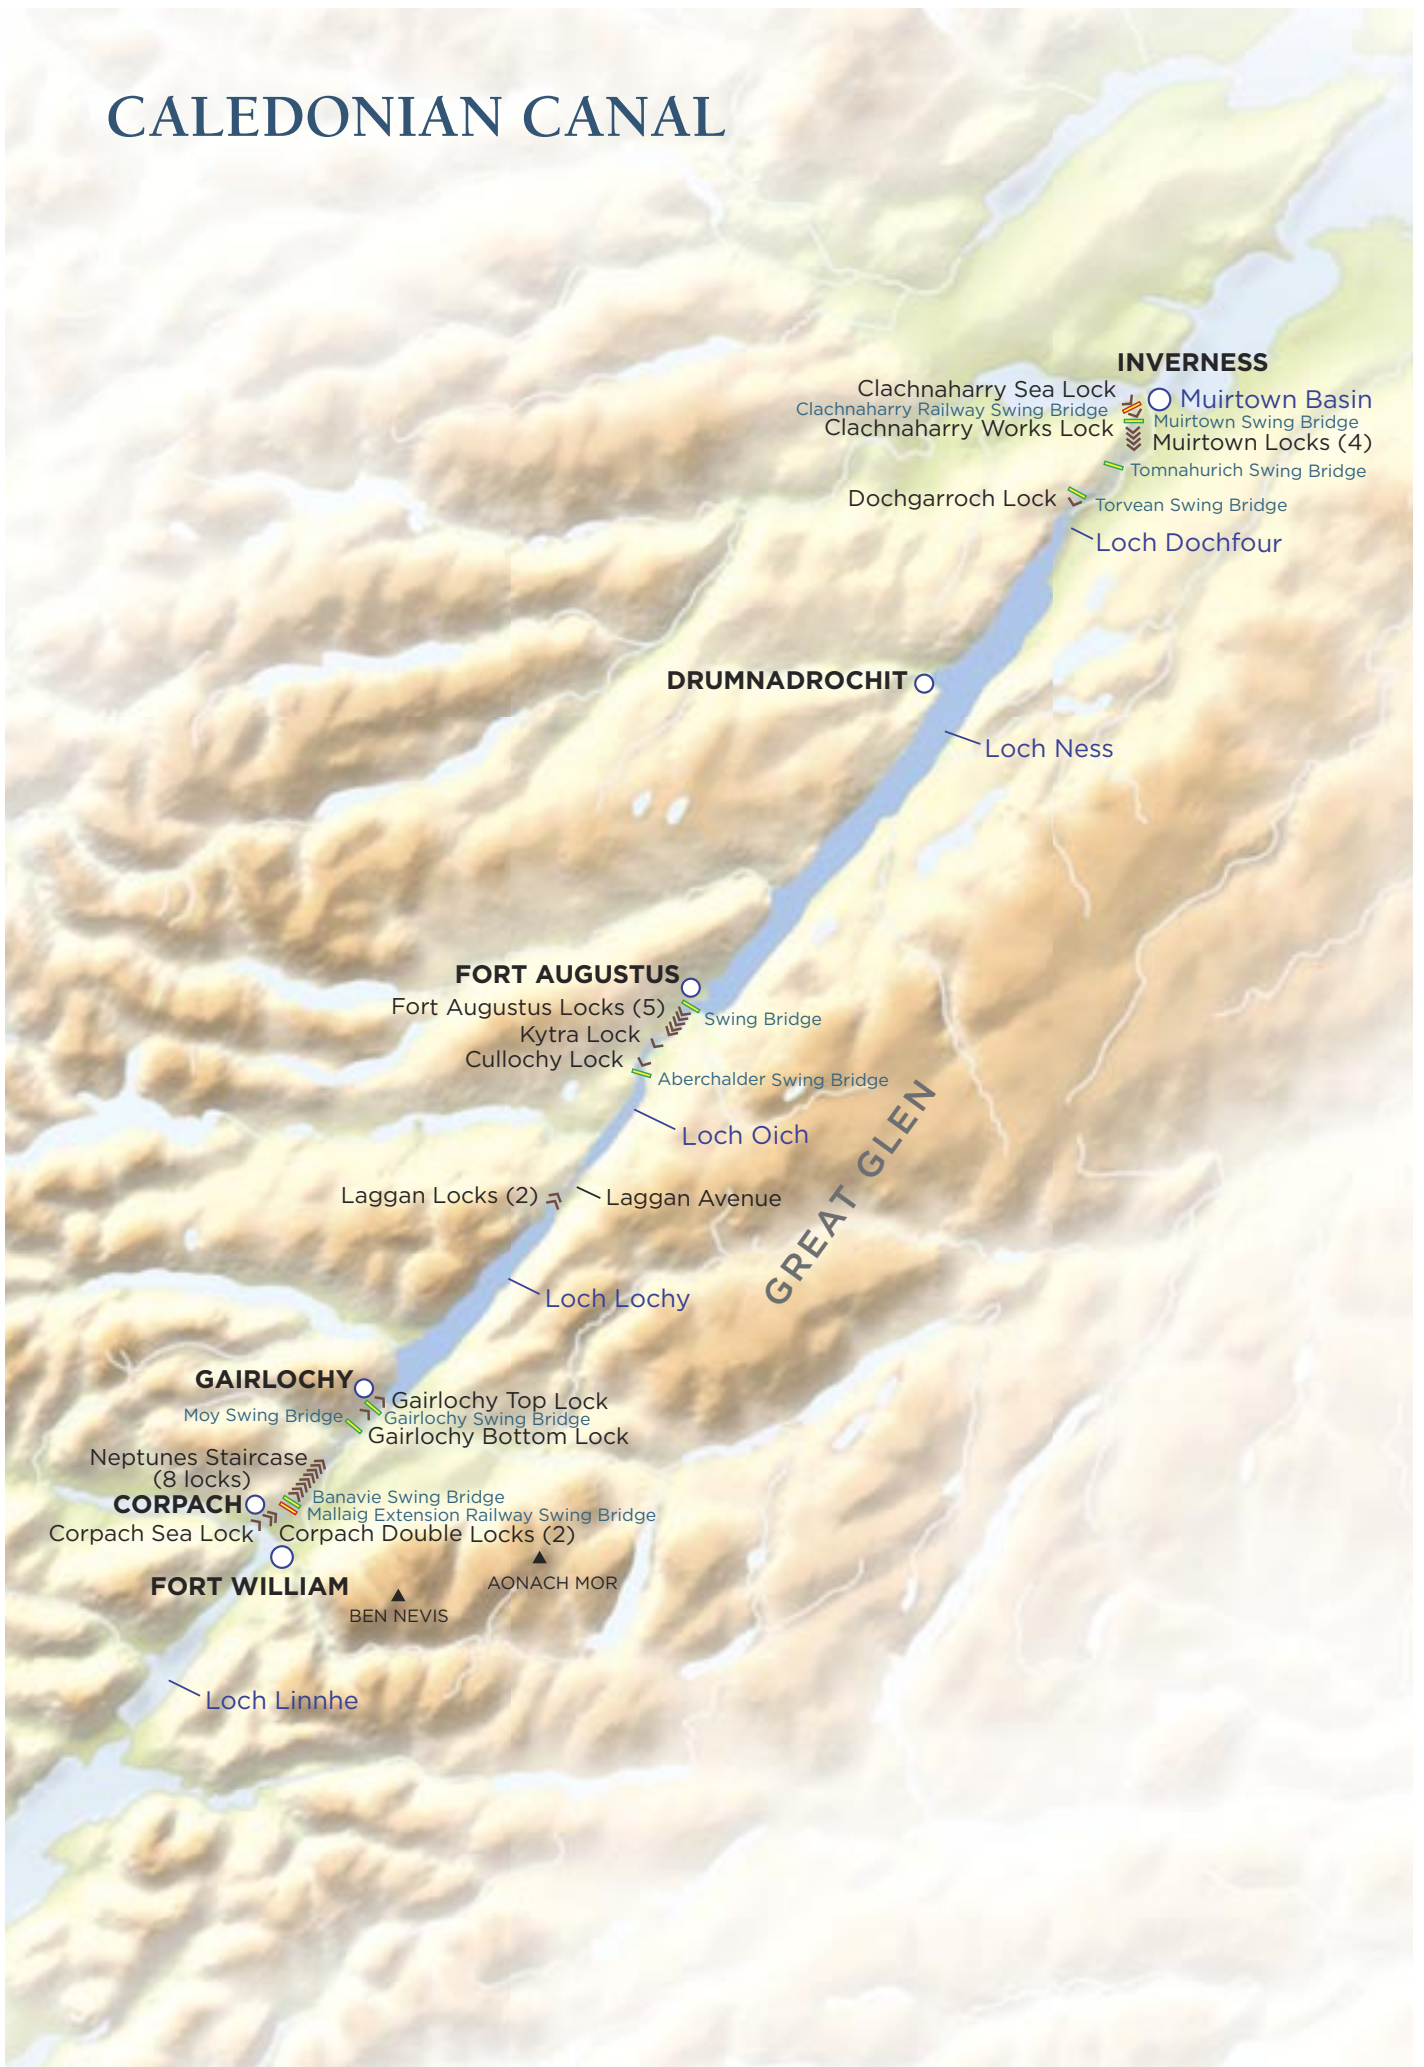 CALEDONIAN CANAL
INVERNESS
Clachnaharry Sea Lock
Muirtown Basin
Clachnaharry Railway Swing Bridge
Muirtown Swing Bridge
Clachnaharry Works Lock
Muirtown Locks (4)
Tomnahurich Swing Bridge
Dochgarroch Lock
Torvean Swing Bridge
Loch Dochfour
DRUMNADROCHIT
Loch Ness
FORT AUGUSTUS
Fort Augustus Locks (5)
Swing Bridge
Kytra Lock
Cullochy Lock
Aberchalder Swing Bridge
GREAT GLEN
Loch Oich
Laggan Locks (2)
Laggan Avenue
Loch Lochy
GAIRLOCHY
Gairlochy Top Lock
Moy Swing Bridge
Gairlochy Swing Bridge
Gairlochy Bottom Lock
Neptunes Staircase
(8 locks)
Banavie Swing Bridge
CORPACH
Mallaig Extension Railway Swing Bridge
Corpach Sea Lock
Corpach Double Locks (2)
FORT WILLIAM
AONACH MOR
BEN NEVIS
Loch Linnhe